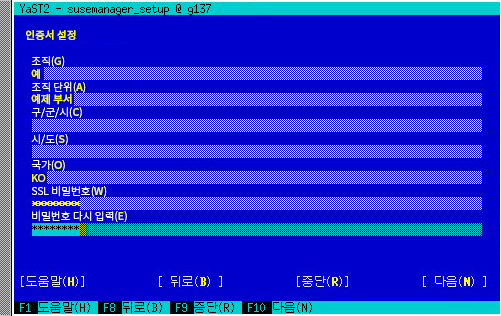 YaST2 - susemanager_setup @ g137
인증서 설정
조직(G)
예
조직 단위(A)
예제 부서
구/군/시(C)
시/도(S)
국가(O)
KO
SSL 비밀번호(W)
********
비밀번호 다시 입력(E)
********
[도움말(H)] [ 뒤로(B) ] [중단(R)] [ 다음(N) ]
F1 도움말(H) F8 뒤로(B) F9 중단(R) F10 다음(N)